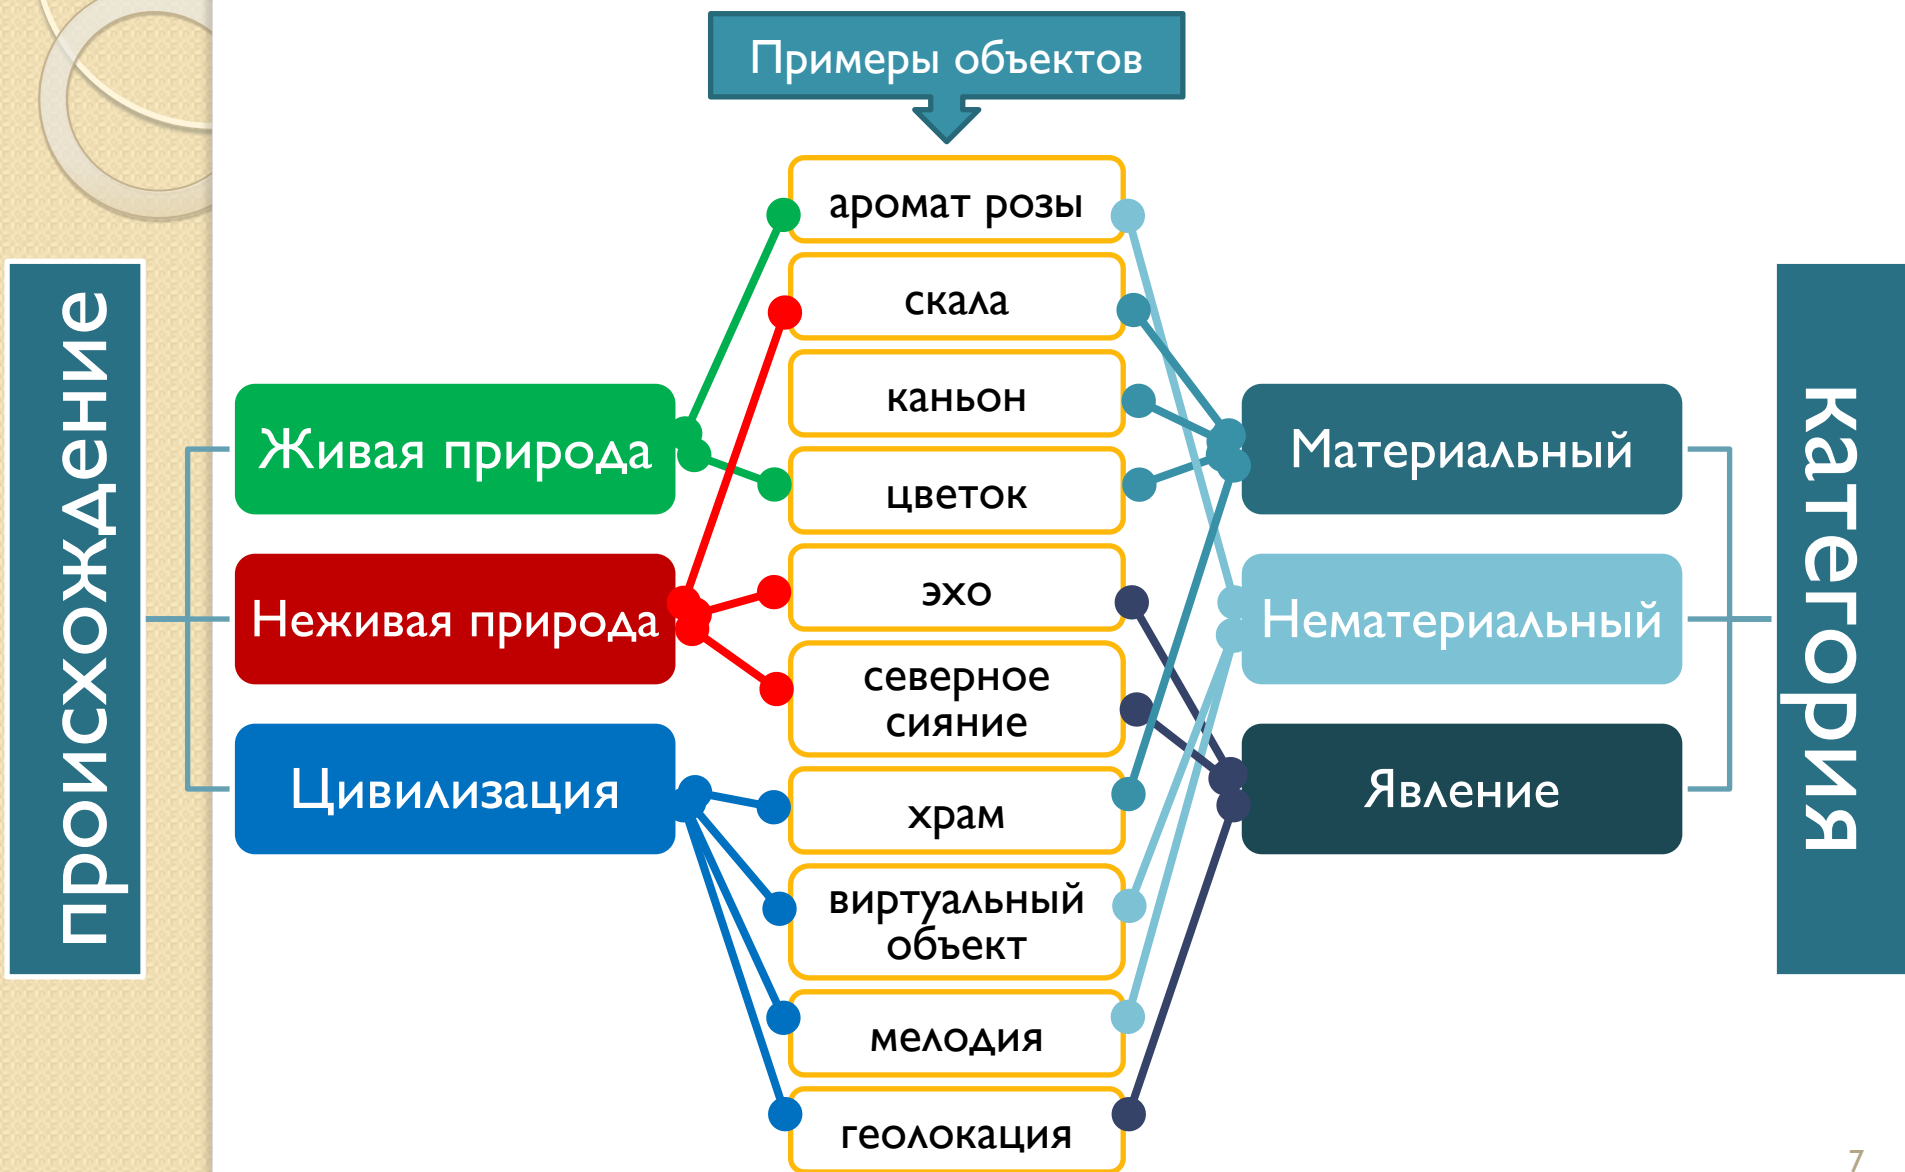 Примеры объектов
происхождение
Живая природа
Неживая природа
Цивилизация
аромат розы
скала
каньон
цветок
эхо
северное
сияние
храм
виртуальный
объект
мелодия
геолокация
Материальный
Нематериальный
Явление
категория
7